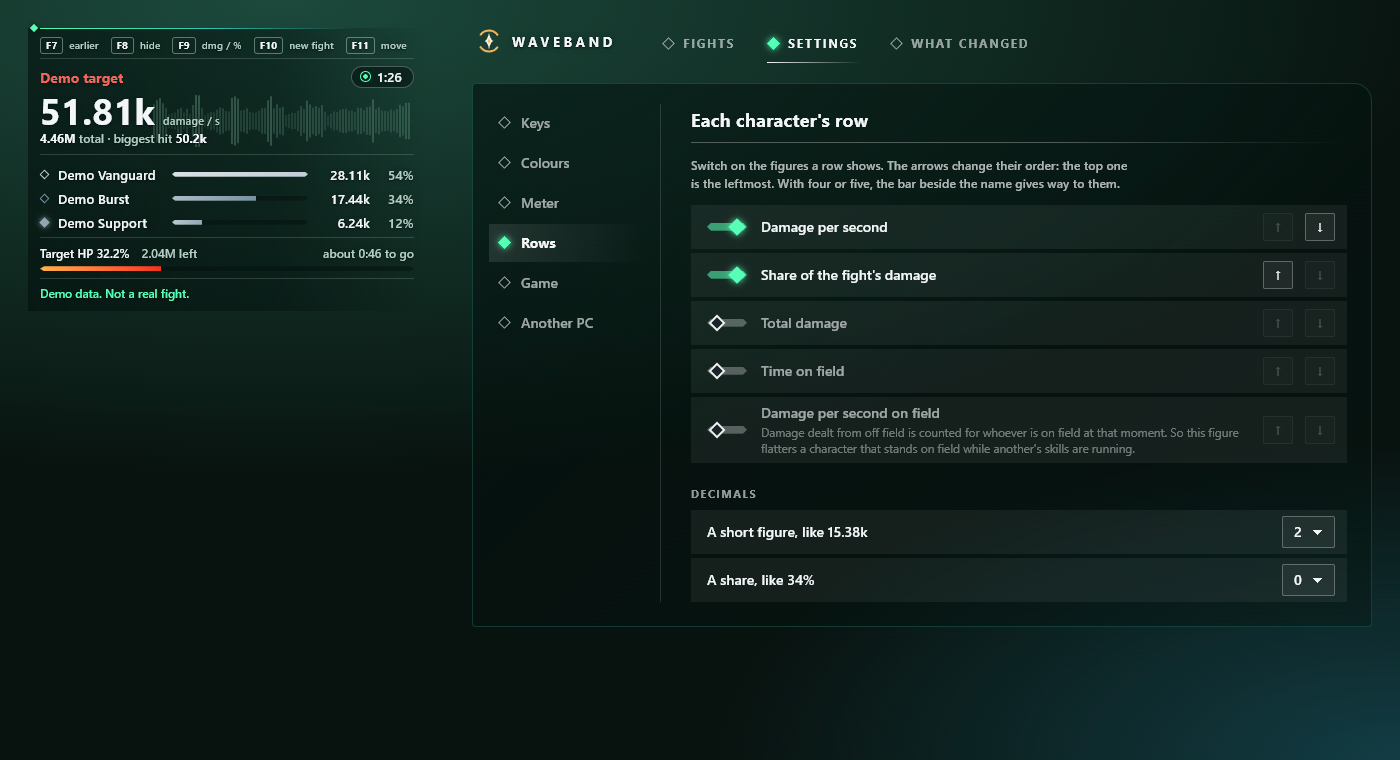 F7 earlier F8 hide F9 dmg / % F10 new fight F11 move
Demo target 1:26
51.81k damage / s
4.46M total · biggest hit 50.2k
Demo Vanguard 28.11k 54%
Demo Burst 17.44k 34%
Demo Support 6.24k 12%
Target HP 32.2% 2.04M left about 0:46 to go
Demo data. Not a real fight.
WAVEBAND FIGHTS SETTINGS WHAT CHANGED
Keys
Colours
Meter
Rows
Game
Another PC
Each character's row
Switch on the figures a row shows. The arrows change their order: the top one
is the leftmost. With four or five, the bar beside the name gives way to them.
Damage per second ↑ ↓
Share of the fight's damage ↑ ↓
Total damage ↑ ↓
Time on field ↑ ↓
Damage per second on field ↑ ↓
Damage dealt from off field is counted for whoever is on field at that moment. So this figure
flatters a character that stands on field while another's skills are running.
DECIMALS
A short figure, like 15.38k 2
A share, like 34% 0